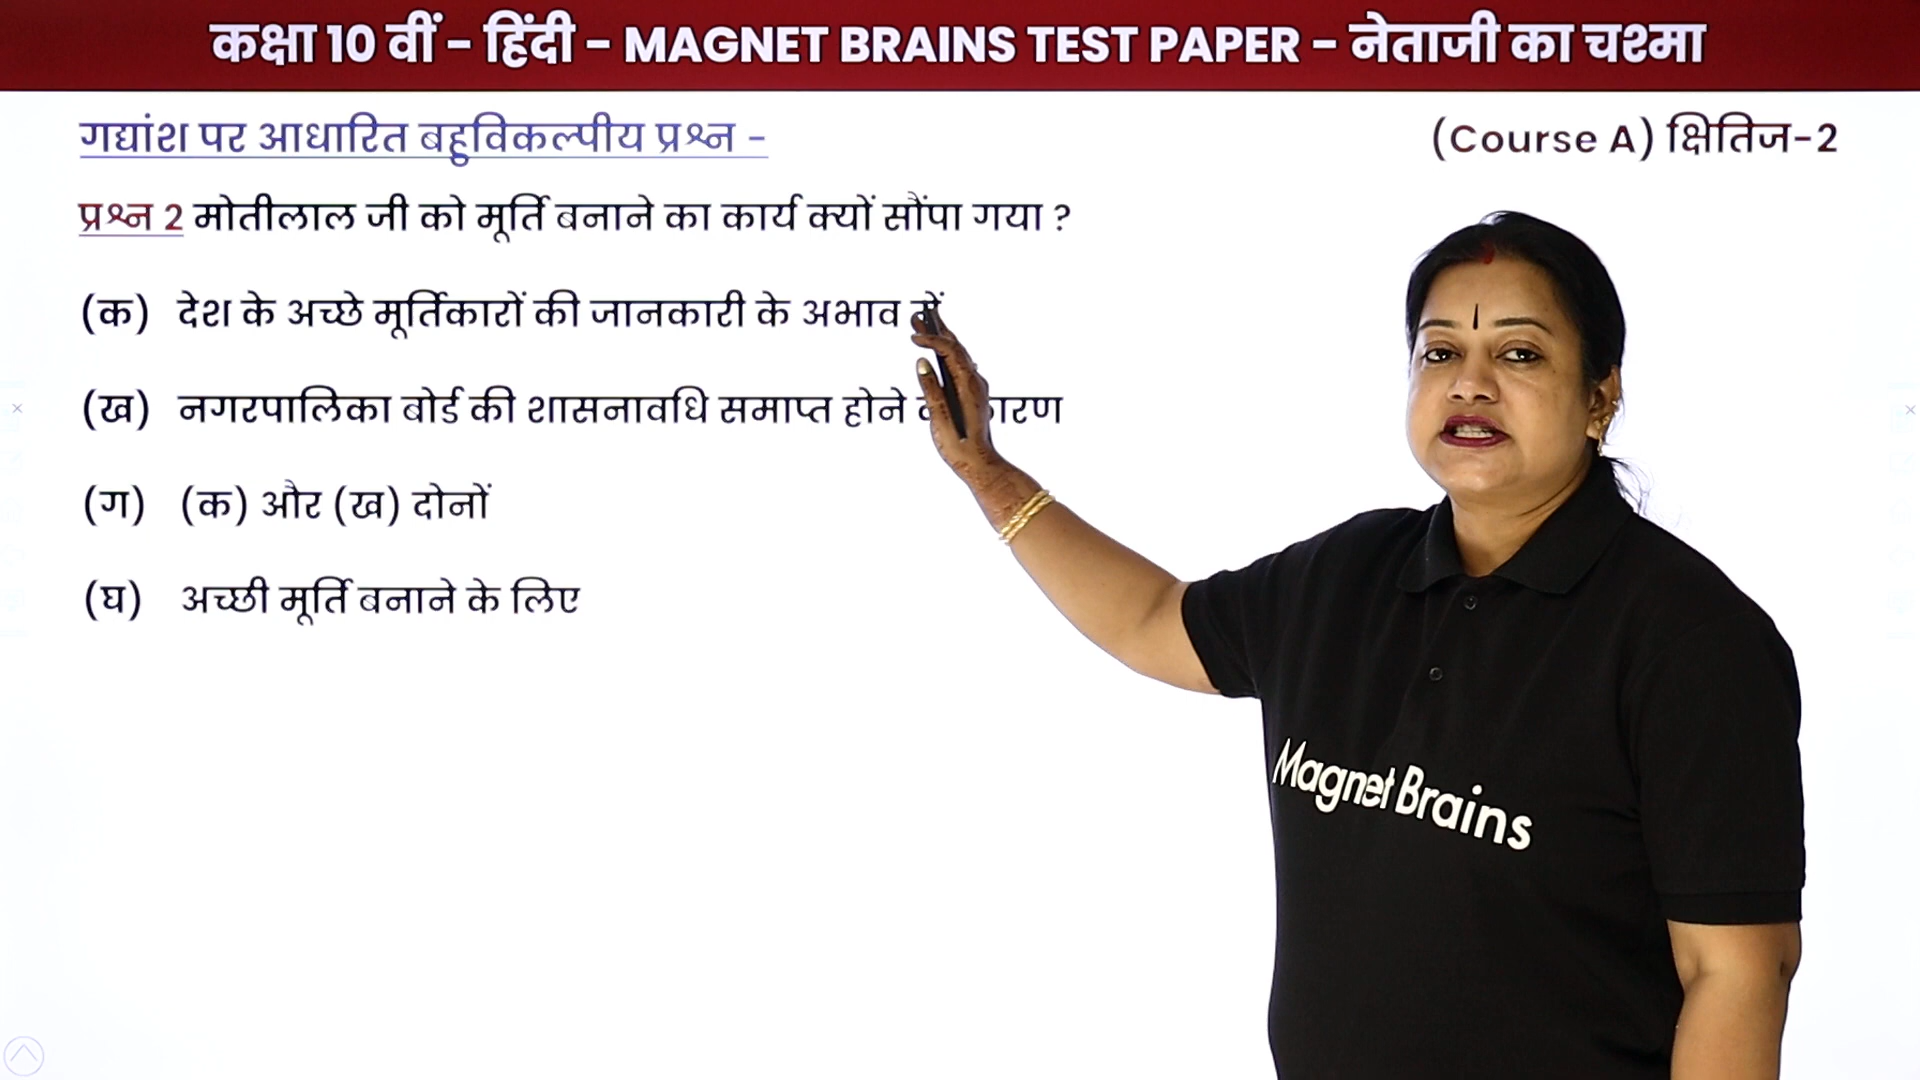 कक्षा 10 वीं - हिंदी - MAGNET BRAINS TEST PAPER - नेताजी का चश्मा
गद्यांश पर आधारित बहुविकल्पीय प्रश्न -
(Course A) क्षितिज-2
प्रश्न 2 मोतीलाल जी को मूर्ति बनाने का कार्य क्यों सौंपा गया ?
(क) देश के अच्छे मूर्तिकारों की जानकारी के अभाव में
(ख) नगरपालिका बोर्ड की शासनावधि समाप्त होने
(ग) (क) और (ख) दोनों
(घ) अच्छी मूर्ति बनाने के लिए
Magnet Brains